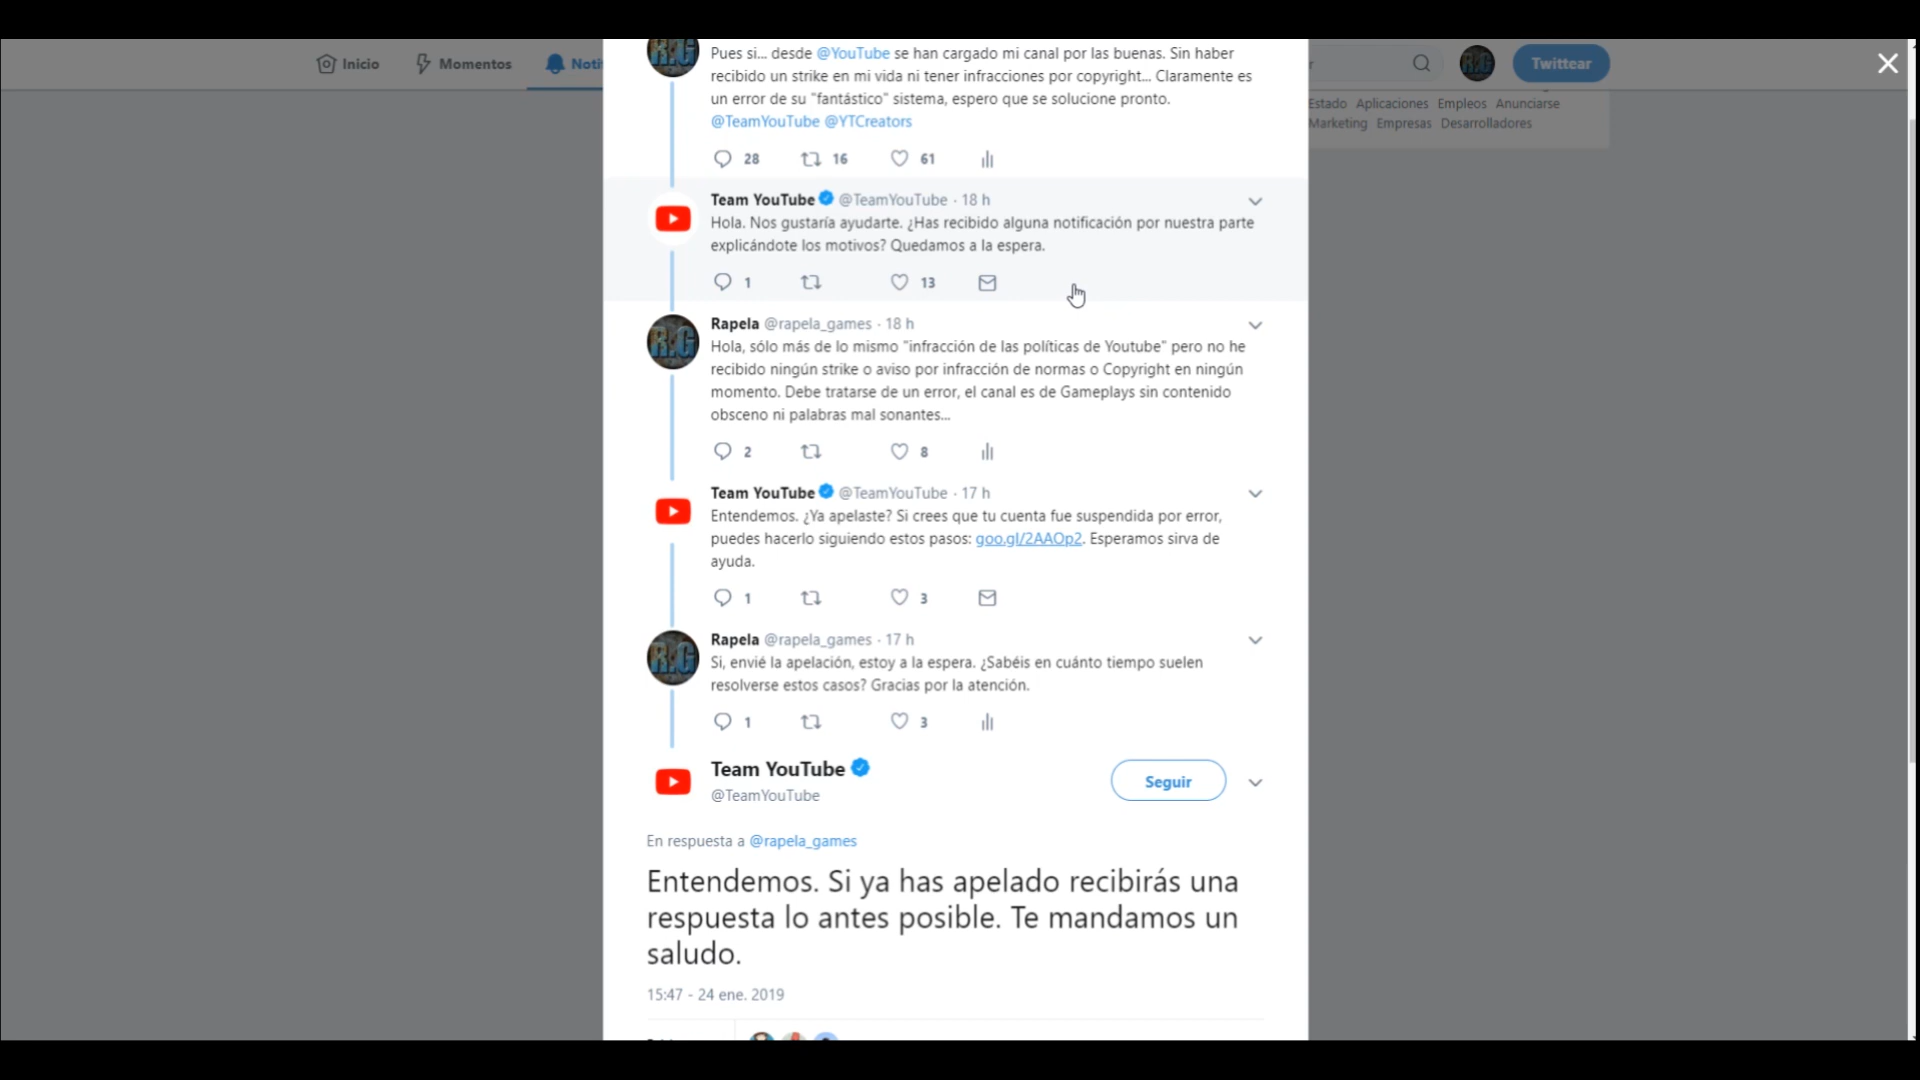 Inicio
Momentos
Noti
Twittear
Estado Aplicaciones Empleos Anunciarse
Marketing Empresas Desarrolladores
R.G
Pues si... desde @YouTube se han cargado mi canal por las buenas. Sin haber
recibido un strike en mi vida ni tener infracciones por copyright... Claramente es
un error de su "fantástico" sistema, espero que se solucione pronto.
@TeamYouTube @YTCreators
28 16 61
Team YouTube @TeamYouTube · 18 h
Hola. Nos gustaría ayudarte. ¿Has recibido alguna notificación por nuestra parte
explicándote los motivos? Quedamos a la espera.
1 13
R.G
Rapela @rapela_games · 18 h
Hola, sólo más de lo mismo "infracción de las políticas de Youtube" pero no he
recibido ningún strike o aviso por infracción de normas o Copyright en ningún
momento. Debe tratarse de un error, el canal es de Gameplays sin contenido
obsceno ni palabras mal sonantes...
2 8
Team YouTube @TeamYouTube · 17 h
Entendemos. ¿Ya apelaste? Si crees que tu cuenta fue suspendida por error,
puedes hacerlo siguiendo estos pasos: goo.gl/2AAOp2. Esperamos sirva de
ayuda.
1 3
R.G
Rapela @rapela_games · 17 h
Si, envié la apelación, estoy a la espera. ¿Sabéis en cuánto tiempo suelen
resolverse estos casos? Gracias por la atención.
1 3
Team YouTube
@TeamYouTube
Seguir
En respuesta a @rapela_games
Entendemos. Si ya has apelado recibirás una
respuesta lo antes posible. Te mandamos un
saludo.
15:47 - 24 ene. 2019